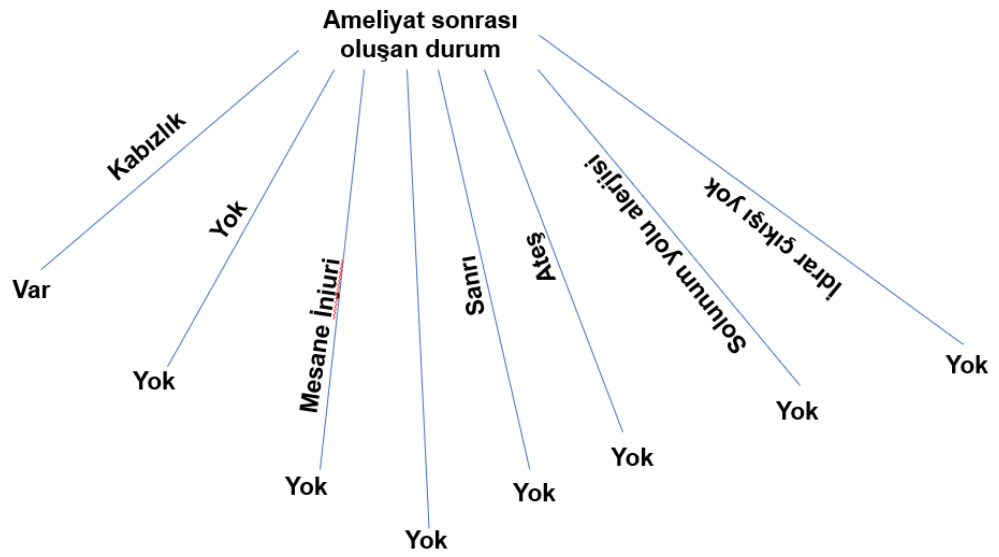 Ameliyat sonrası
oluşan durum
Kabızlık
Yok
Mesane İnjuri
Sanrı
Ateş
Solunum yolu alerjisi
İdrar çıkışı yok
Var
Yok
Yok
Yok
Yok
Yok
Yok
Yok